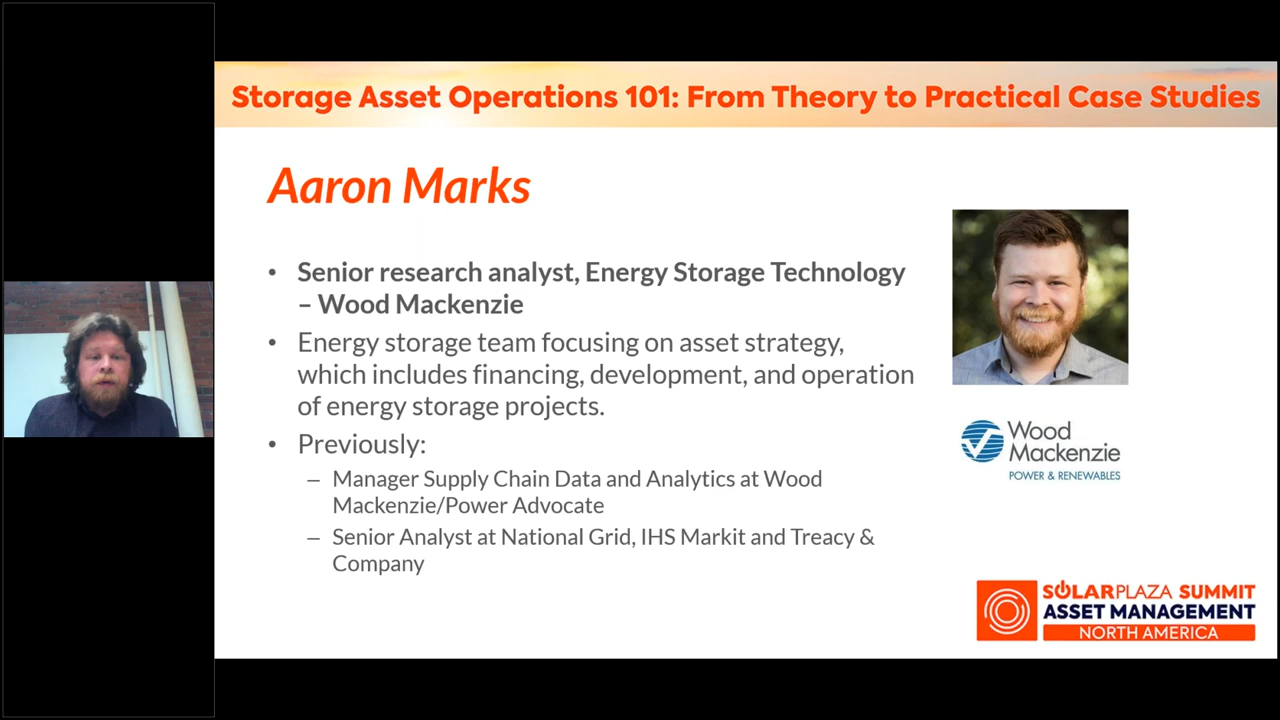 Storage Asset Operations 101: From Theory to Practical Case Studies
Aaron Marks
• Senior research analyst, Energy Storage Technology
– Wood Mackenzie
• Energy storage team focusing on asset strategy,
which includes financing, development, and operation
of energy storage projects.
• Previously:
– Manager Supply Chain Data and Analytics at Wood
Mackenzie/Power Advocate
– Senior Analyst at National Grid, IHS Markit and Treacy &
Company
Wood
Mackenzie
POWER & RENEWABLES
SOLARPLAZA SUMMIT
ASSET MANAGEMENT
NORTH AMERICA